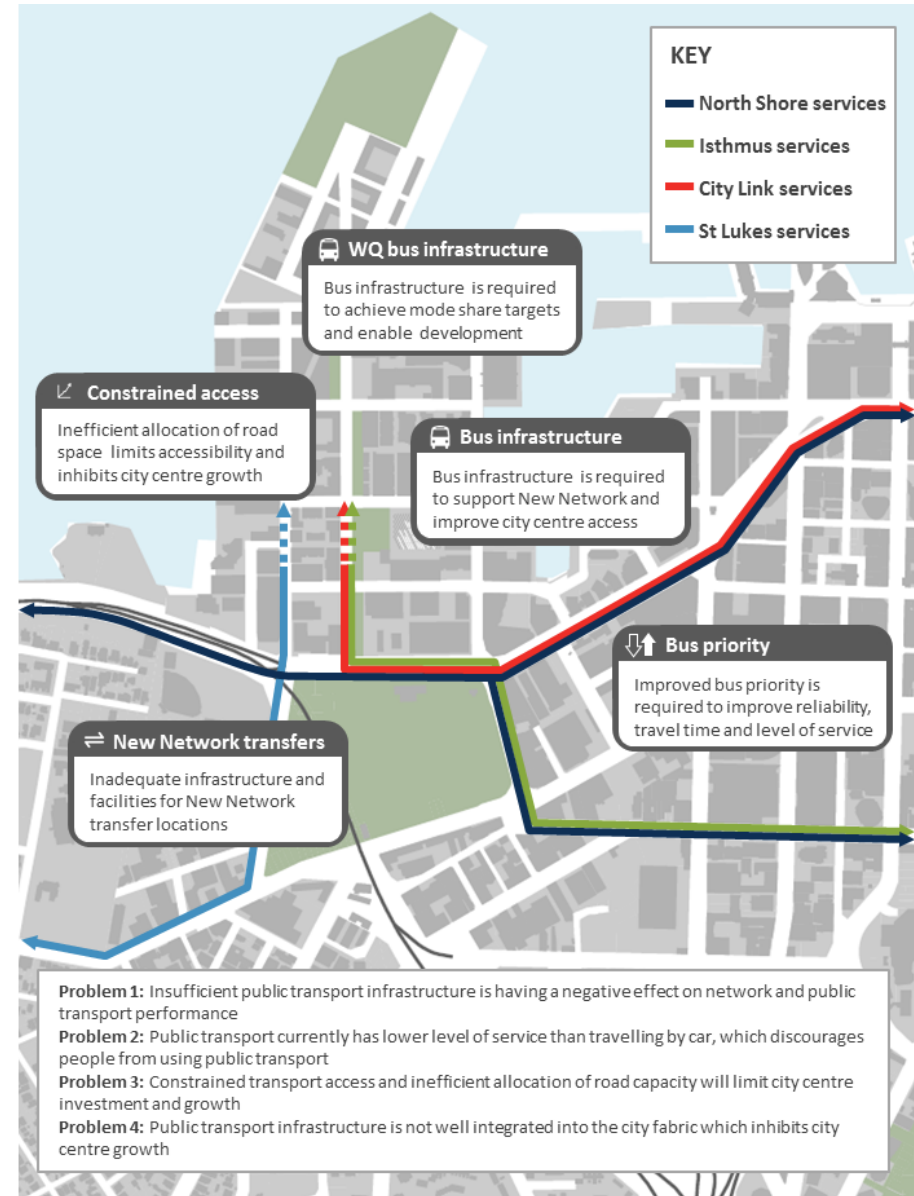 KEY
North Shore services
Isthmus services
City Link services
St Lukes services
WQ bus infrastructure
Bus infrastructure is required
to achieve mode share targets
and enable development
Constrained access
Inefficient allocation of road
space limits accessibility and
inhibits city centre growth
Bus infrastructure
Bus infrastructure is required
to support New Network and
improve city centre access
Bus priority
Improved bus priority is
required to improve reliability,
travel time and level of service
New Network transfers
Inadequate infrastructure and
facilities for New Network
transfer locations
Problem 1: Insufficient public transport infrastructure is having a negative effect on network and public
transport performance
Problem 2: Public transport currently has lower level of service than travelling by car, which discourages
people from using public transport
Problem 3: Constrained transport access and inefficient allocation of road capacity will limit city centre
investment and growth
Problem 4: Public transport infrastructure is not well integrated into the city fabric which inhibits city
centre growth